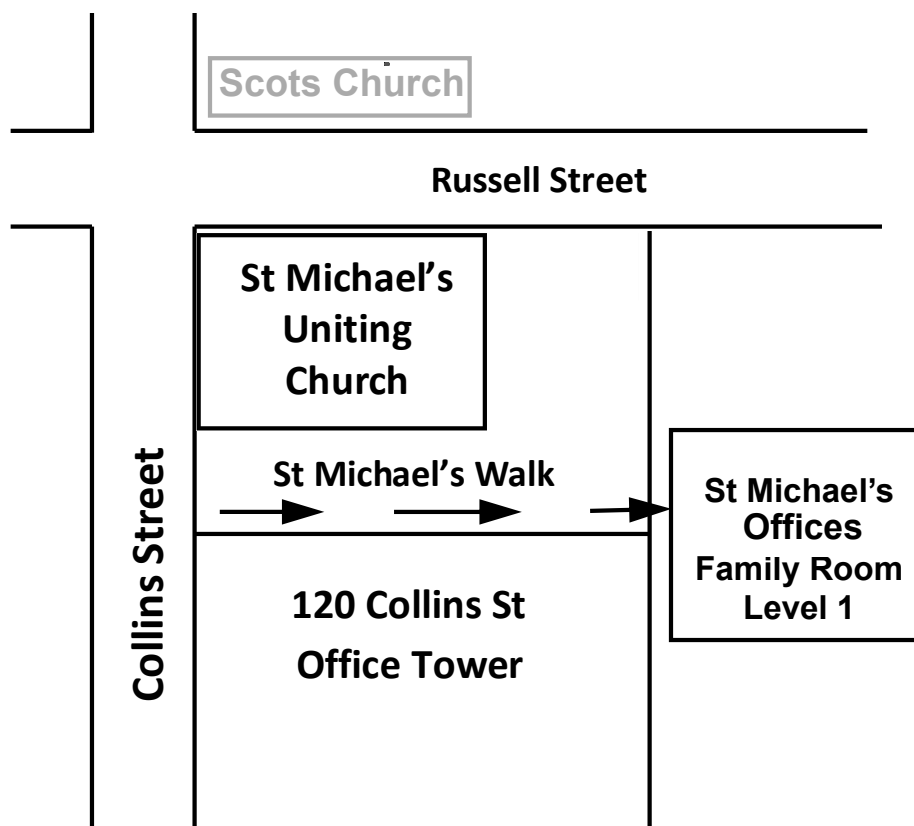 Scots Church
Russell Street
St Michael’s
Uniting
Church
St Michael’s Walk
Collins Street
St Michael’s
Offices
Family Room
Level 1
120 Collins St
Office Tower